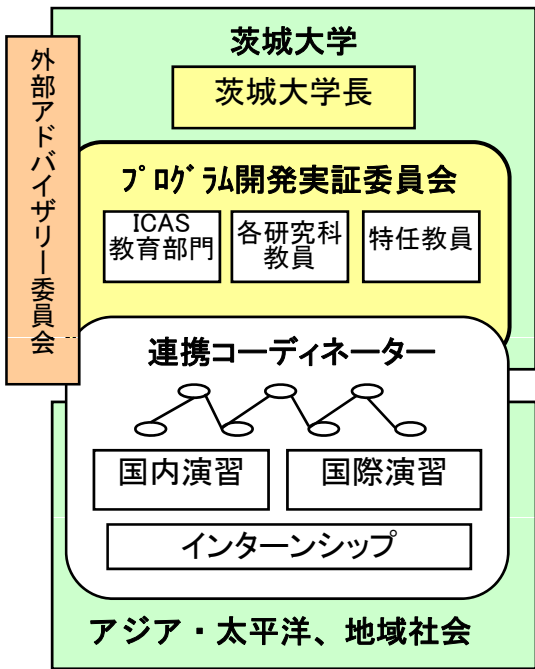 茨城大学
茨城大学長
外部アドバイザリー委員会
プログラム開発実証委員会
ICAS
教育部門
各研究科
教員
特任教員
連携コーディネーター
国内演習
国際演習
インターンシップ
アジア・太平洋、地域社会